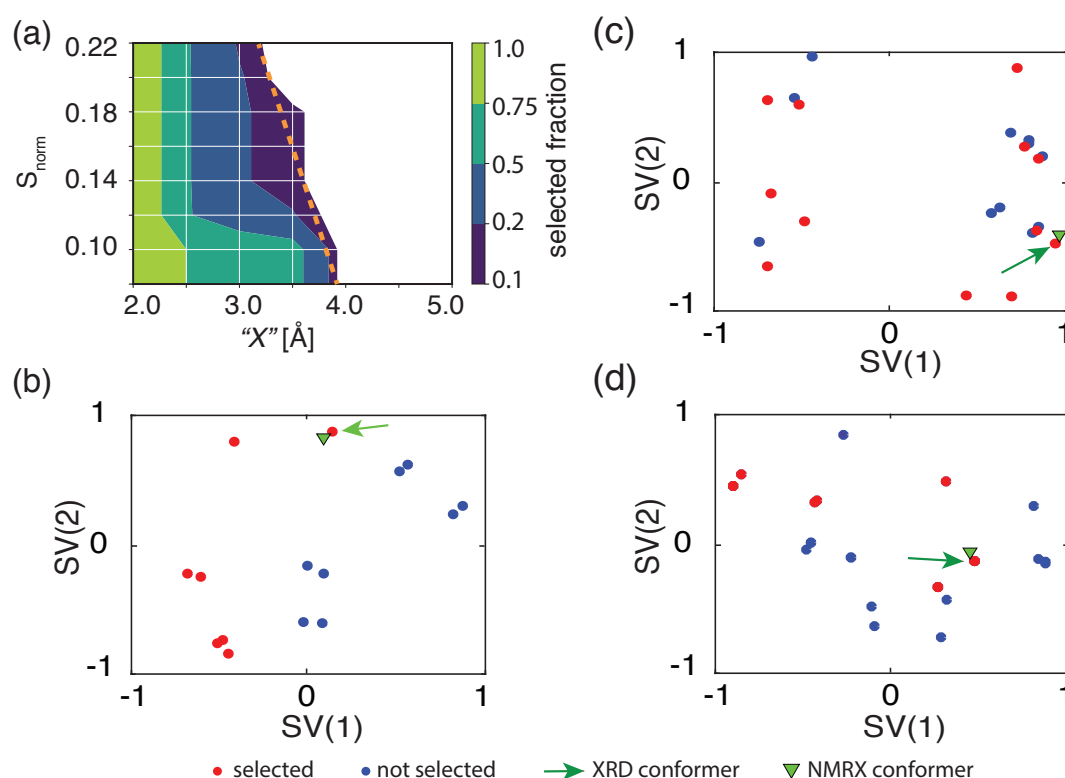 (a)
0.22
0.18
0.14
0.10
S_norm
2.0 3.0 4.0 5.0
"X" [Å]
1.0
0.75
0.5
0.2
0.1
selected fraction
(c)
1
0
-1
SV(2)
-1 0 1
SV(1)
(b)
1
0
-1
SV(2)
-1 0 1
SV(1)
(d)
1
0
-1
SV(2)
-1 0 1
SV(1)
selected not selected XRD conformer NMRX conformer